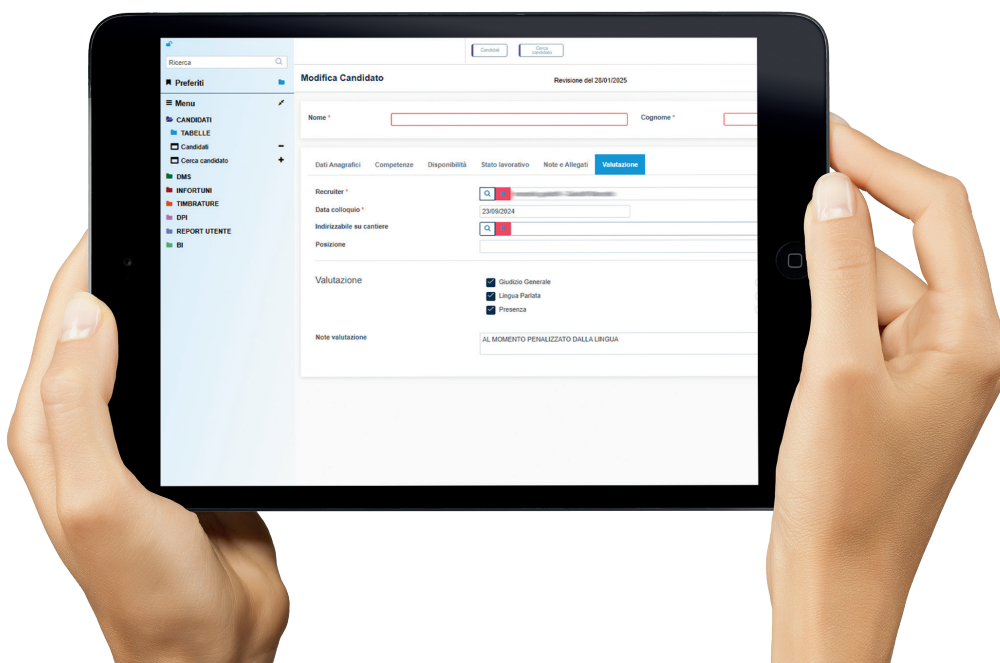 Candidati
Cerca
candidato
Ricerca
Preferiti
Menu
CANDIDATI
TABELLE
Candidati
Cerca candidato
DMS
INFORTUNI
TIMBRATURE
DPI
REPORT UTENTE
BI
Modifica Candidato
Revisione del 28/01/2025
Nome *
Cognome *
Dati Anagrafici Competenze Disponibilità Stato lavorativo Note e Allegati Valutazione
Recruiter *
Data colloquio *
23/09/2024
Indirizzabile su cantiere
Posizione
Valutazione
Giudizio Generale
Lingua Parlata
Presenza
Note valutazione
AL MOMENTO PENALIZZATO DALLA LINGUA